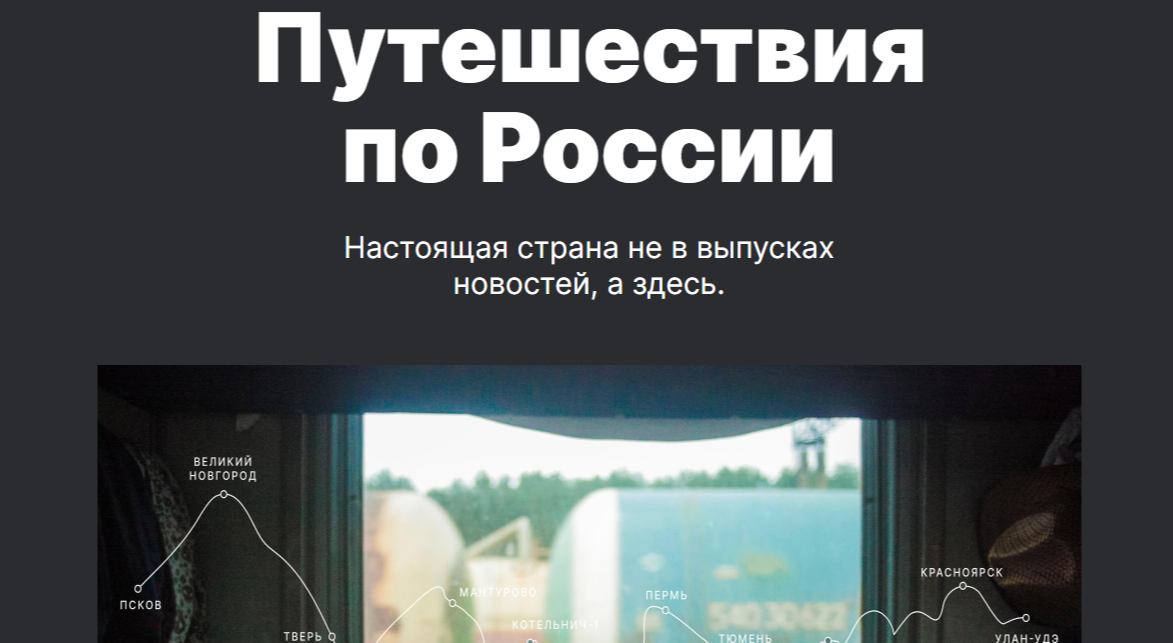 Путешествия
по России
Настоящая страна не в выпусках
новостей, а здесь.
ВЕЛИКИЙ
НОВГОРОД
ПСКОВ
ТВЕРЬ
МАНТУРОВО
КОТЕЛЬНИЧ-1
ПЕРМЬ
ТЮМЕНЬ
КРАСНОЯРСК
УЛАН-УДЭ
54030622